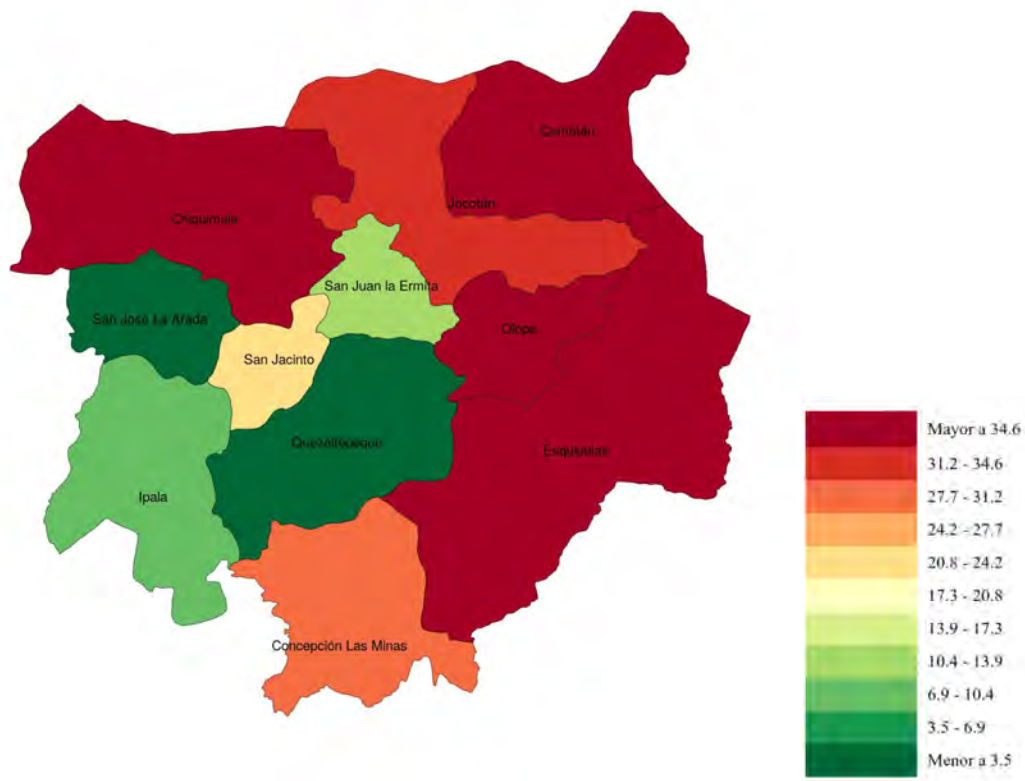 Camotán
Jocotán
Chiquimula
San Juan la Ermita
San José La Arada
Olopa
San Jacinto
Quezaltepeque
Esquipulas
Ipala
Concepción Las Minas
Mayor a 34.6
31.2 - 34.6
27.7 - 31.2
24.2 - 27.7
20.8 - 24.2
17.3 - 20.8
13.9 - 17.3
10.4 - 13.9
6.9 - 10.4
3.5 - 6.9
Menor a 3.5